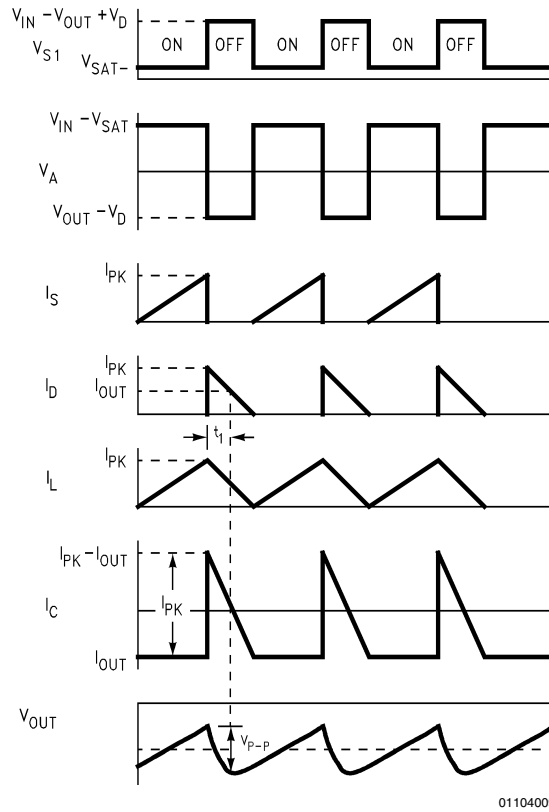 V_IN − V_OUT + V_D
V_S1
ON OFF ON OFF ON OFF
V_SAT−
V_IN − V_SAT
V_A
V_OUT − V_D
I_PK
I_S
I_PK
I_D
I_OUT
t_1
I_PK
I_L
I_PK − I_OUT
I_C
I_PK
I_OUT
V_OUT
V_P−P
0110400